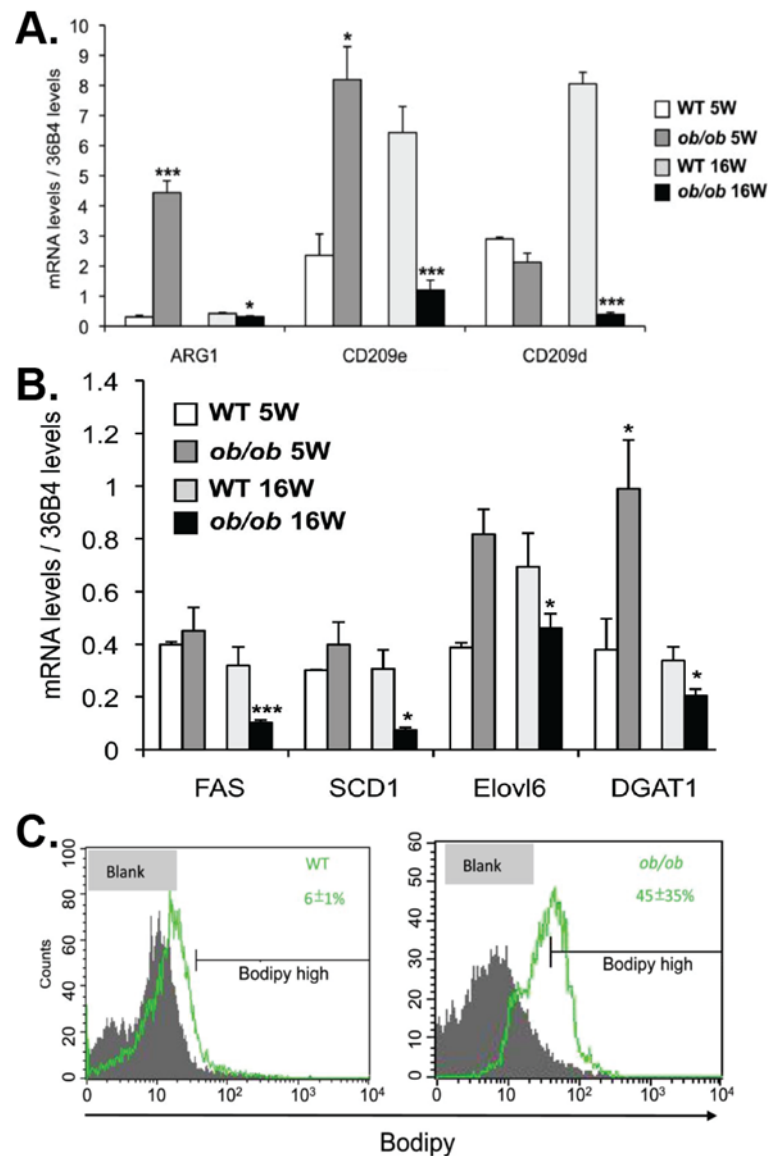 A.
mRNA levels / 36B4 levels
10
9
8
7
6
5
4
3
2
1
0
***
*
***
*
***
ARG1
CD209e
CD209d
WT 5W
ob/ob 5W
WT 16W
ob/ob 16W
B.
mRNA levels / 36B4 levels
1.4
1.2
1
0.8
0.6
0.4
0.2
0
WT 5W
ob/ob 5W
WT 16W
ob/ob 16W
***
*
*
*
*
FAS
SCD1
Elovl6
DGAT1
C.
Counts
100
80
60
40
20
0
Blank
WT
6±1%
Bodipy high
0
10
10²
10³
10⁴
60
50
40
30
20
10
0
Blank
ob/ob
45±35%
Bodipy high
0
10
10²
10³
10⁴
Bodipy